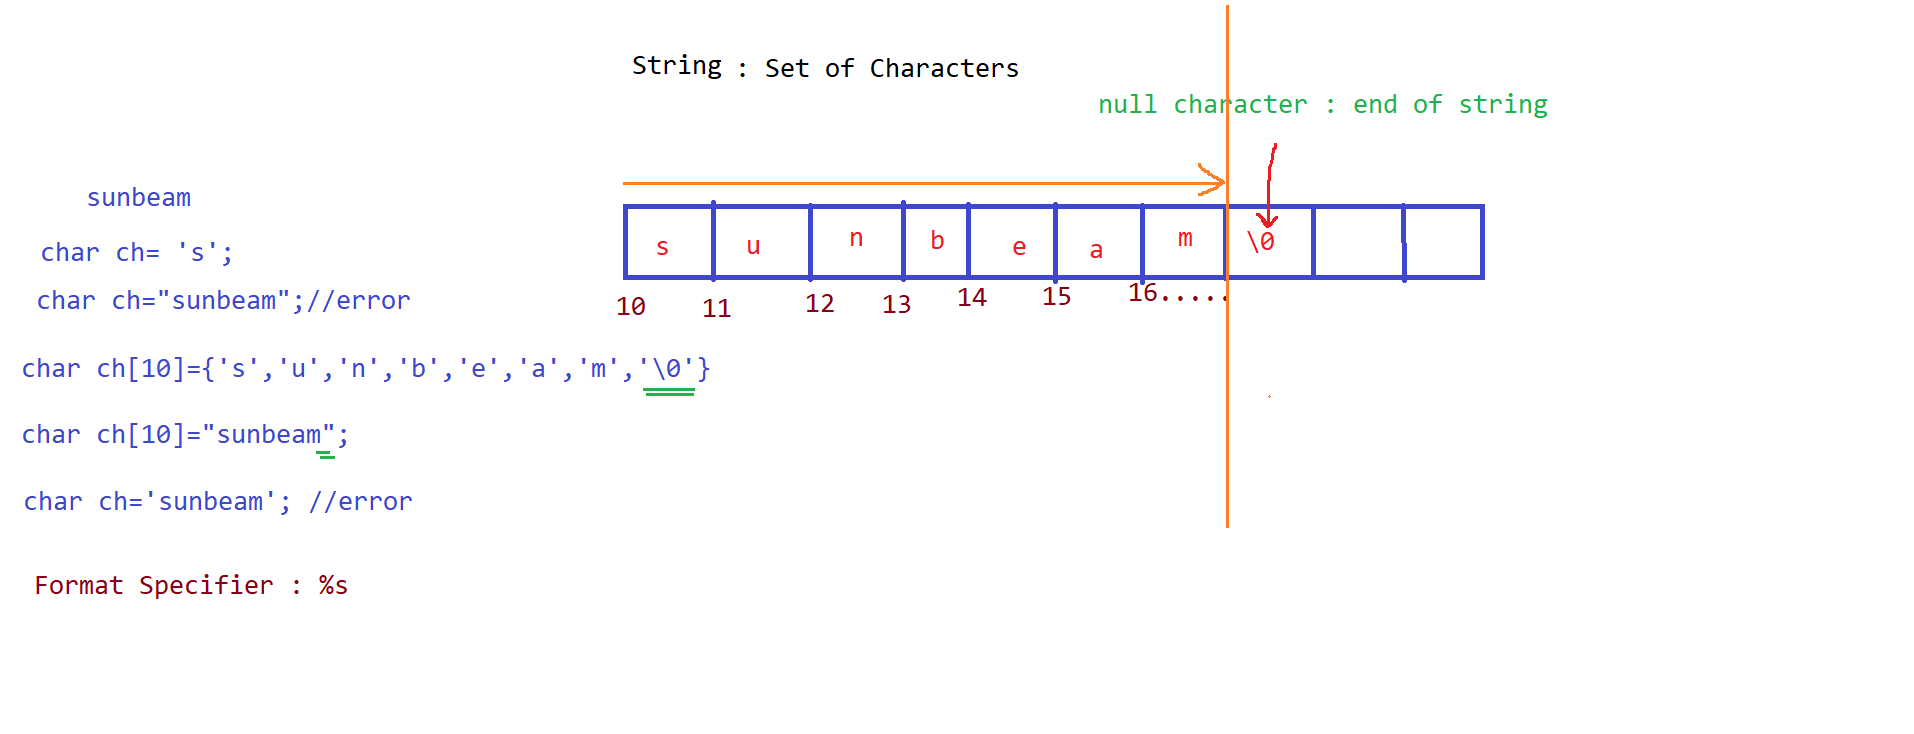 String : Set of Characters
null character : end of string
sunbeam
char ch= 's';
char ch="sunbeam";//error
s u n b e a m \0
10 11 12 13 14 15 16.....
char ch[10]={'s','u','n','b','e','a','m','\0'}
char ch[10]="sunbeam";
char ch='sunbeam'; //error
Format Specifier : %s